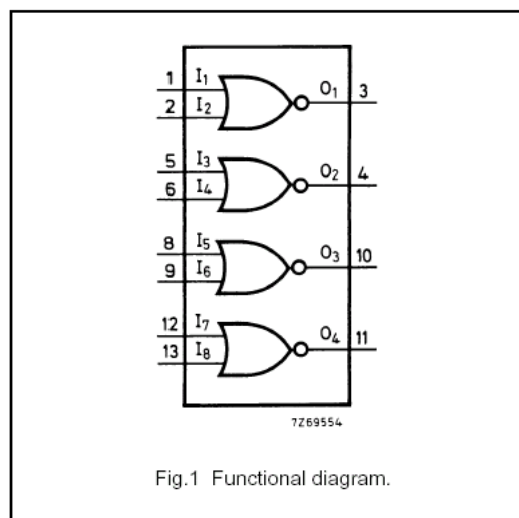 1 I1 O1 3
2 I2
5 I3 O2 4
6 I4
8 I5 O3 10
9 I6
12 I7 O4 11
13 I8
7Z69554
Fig.1 Functional diagram.